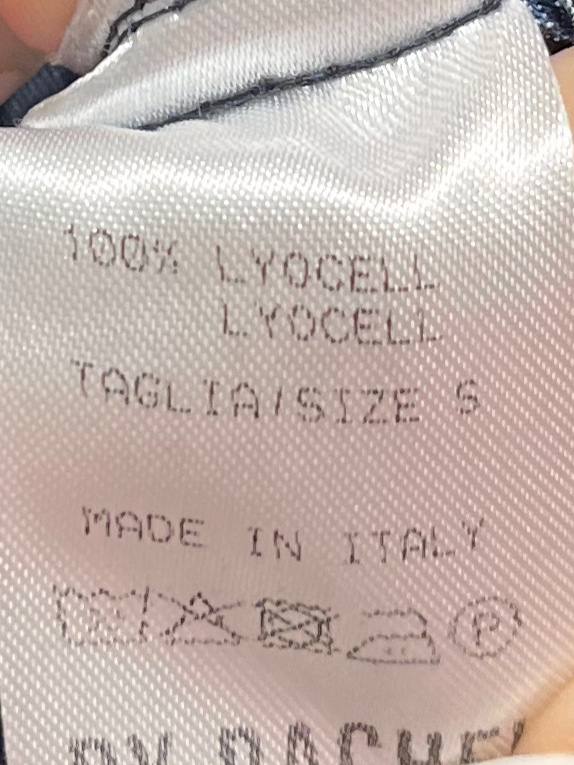 100% LYOCELL
LYOCELL
TAGLIA/SIZE S
MADE IN ITALY
P